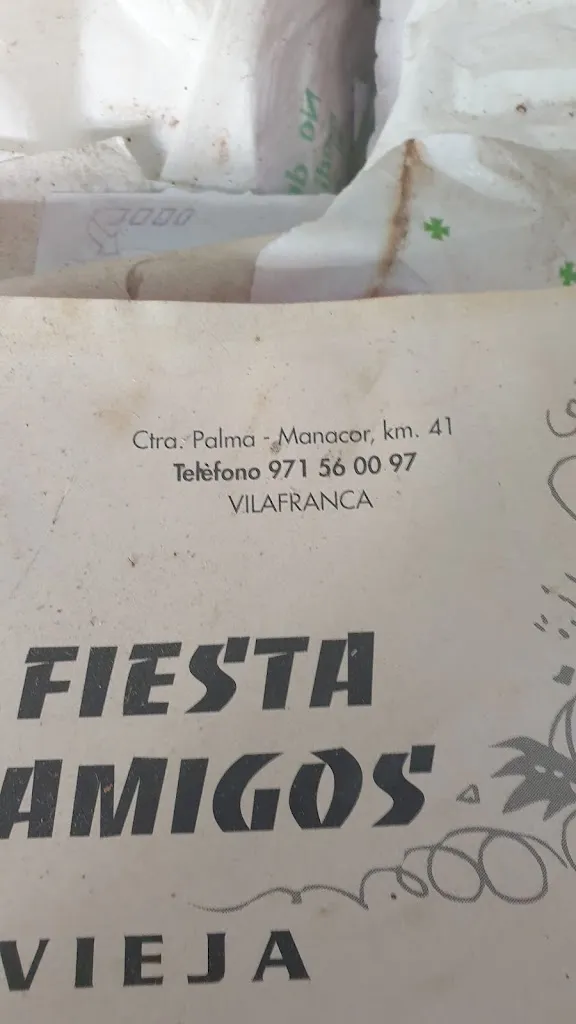 Ctra. Palma - Manacor, km. 41
Telèfono 971 56 00 97
VILAFRANCA
FIESTA
AMIGOS
VIEJA